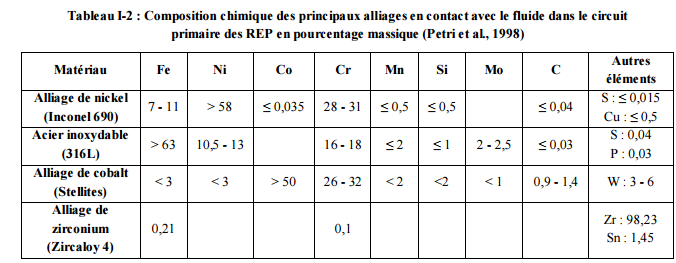 Tableau I-2 : Composition chimique des principaux alliages en contact avec le fluide dans le circuit
primaire des REP en pourcentage massique (Petri et al., 1998)
Matériau Fe Ni Co Cr Mn Si Mo C Autres éléments
Alliage de nickel (Inconel 690) 7 - 11 > 58 ≤ 0,035 28 - 31 ≤ 0,5 ≤ 0,5 ≤ 0,04 S : ≤ 0,015 Cu : ≤ 0,5
Acier inoxydable (316L) > 63 10,5 - 13 16 - 18 ≤ 2 ≤ 1 2 - 2,5 ≤ 0,03 S : 0,04 P : 0,03
Alliage de cobalt (Stellites) < 3 < 3 > 50 26 - 32 < 2 <2 < 1 0,9 - 1,4 W : 3 - 6
Alliage de zirconium (Zircaloy 4) 0,21 0,1 Zr : 98,23 Sn : 1,45